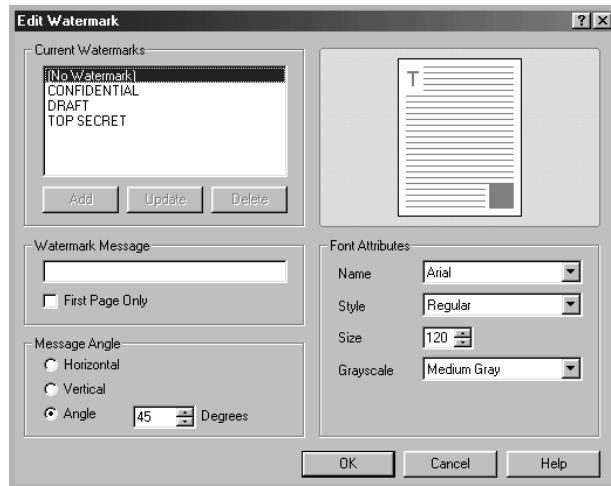 Edit Watermark
Current Watermarks
(No Watermark)
CONFIDENTIAL
DRAFT
TOP SECRET
Add Update Delete
T
Watermark Message
First Page Only
Message Angle
Horizontal
Vertical
Angle 45 Degrees
Font Attributes
Name Arial
Style Regular
Size 120
Grayscale Medium Gray
OK Cancel Help